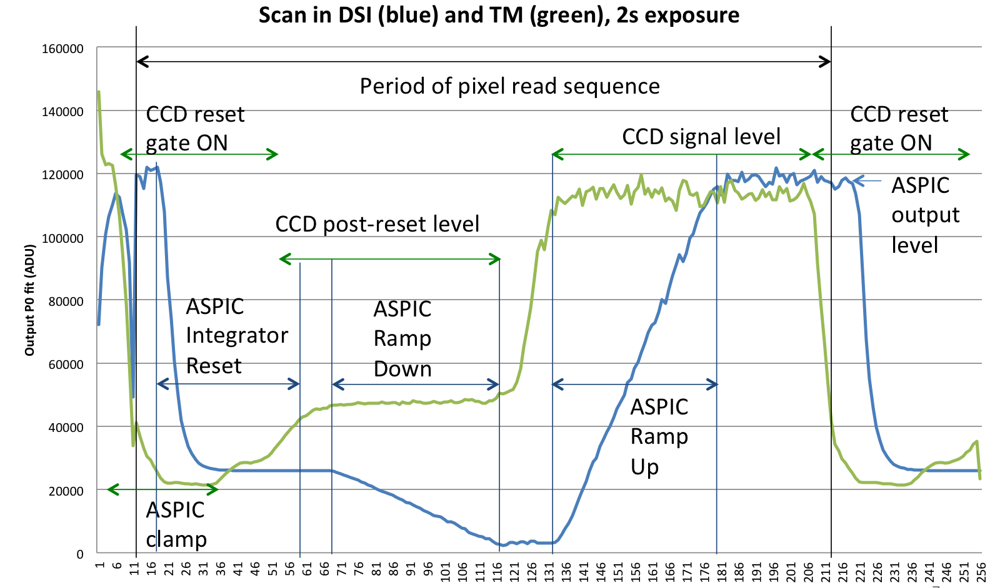 Scan in DSI (blue) and TM (green), 2s exposure
160000
140000
120000
100000
80000
60000
40000
20000
0
Output P0 fit (ADU)
Period of pixel read sequence
CCD reset
gate ON
CCD signal level
CCD reset
gate ON
ASPIC
output
level
CCD post-reset level
ASPIC
Integrator
Reset
ASPIC
Ramp
Down
ASPIC
Ramp
Up
ASPIC
clamp
1 6 11 16 21 26 31 36 41 46 51 56 61 66 71 76 81 86 91 96 101 106 111 116 121 126 131 136 141 146 151 156 161 166 171 176 181 186 191 196 201 206 211 216 221 226 231 236 241 246 251 256